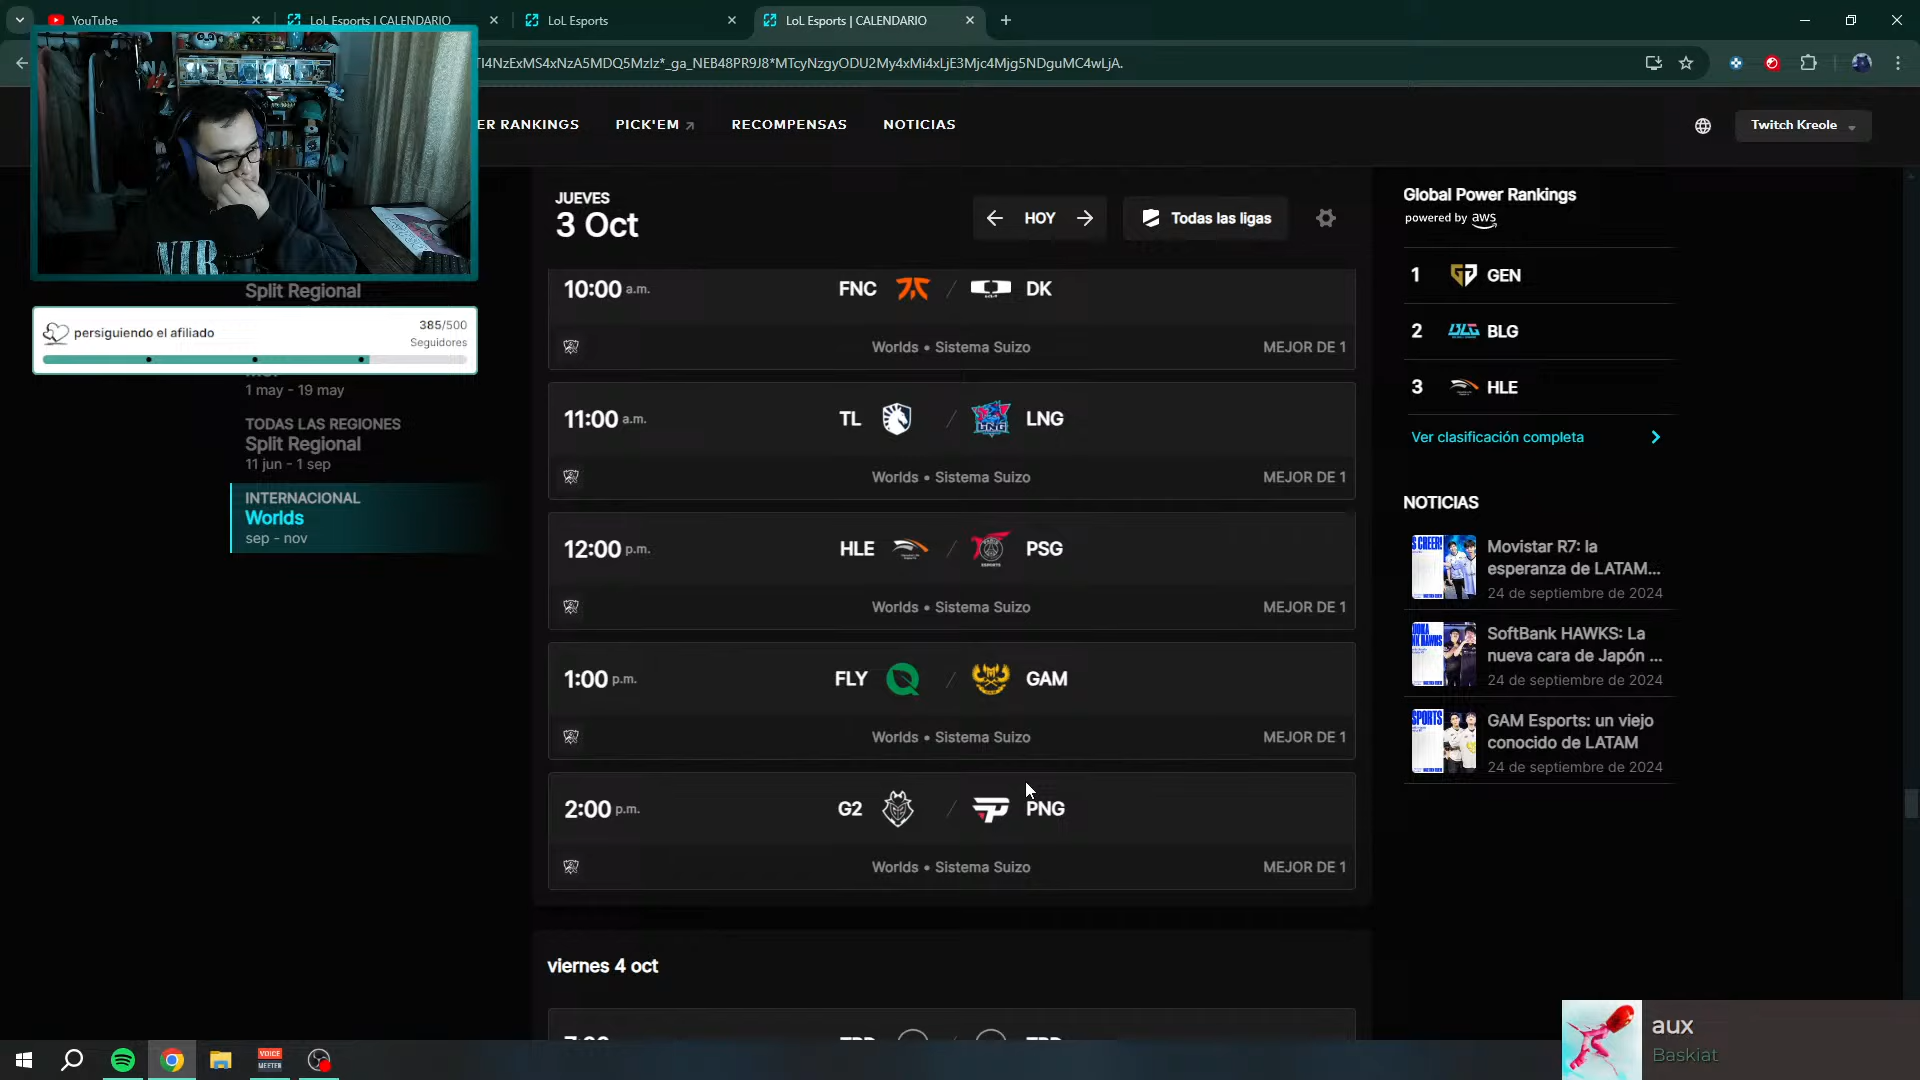 YouTube
LoL Esports | CALENDARIO
LoL Esports
LoL Esports | CALENDARIO
TI4NzExMS4xNzA5MDQ5MzIz*_ga_NEB48PR9J8*MTcyNzgyODU2My4xMi4xLjE3Mjc4Mjg5NDguMC4wLjA.
ER RANKINGS
PICK'EM
RECOMPENSAS
NOTICIAS
Twitch Kreole
Split Regional
persiguiendo el afiliado
385/500
Seguidores
1 may - 19 may
TODAS LAS REGIONES
Split Regional
11 jun - 1 sep
INTERNACIONAL
Worlds
sep - nov
JUEVES
3 Oct
HOY
Todas las ligas
10:00 a.m.
FNC
DK
Worlds • Sistema Suizo
MEJOR DE 1
11:00 a.m.
TL
LNG
Worlds • Sistema Suizo
MEJOR DE 1
12:00 p.m.
HLE
PSG
Worlds • Sistema Suizo
MEJOR DE 1
1:00 p.m.
FLY
GAM
Worlds • Sistema Suizo
MEJOR DE 1
2:00 p.m.
G2
PNG
Worlds • Sistema Suizo
MEJOR DE 1
viernes 4 oct
Global Power Rankings
powered by aws
1 GEN
2 BLG
3 HLE
Ver clasificación completa
NOTICIAS
Movistar R7: la
esperanza de LATAM...
24 de septiembre de 2024
SoftBank HAWKS: La
nueva cara de Japón ...
24 de septiembre de 2024
GAM Esports: un viejo
conocido de LATAM
24 de septiembre de 2024
VOICE
MEETER
aux
Baskiat